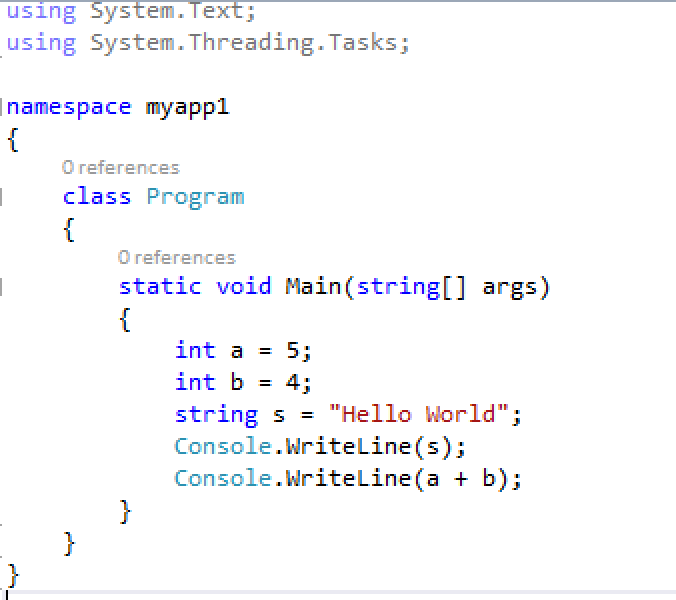 using System.Text;
using System.Threading.Tasks;
namespace myapp1
{
0 references
class Program
{
0 references
static void Main(string[] args)
{
int a = 5;
int b = 4;
string s = "Hello World";
Console.WriteLine(s);
Console.WriteLine(a + b);
}
}
}